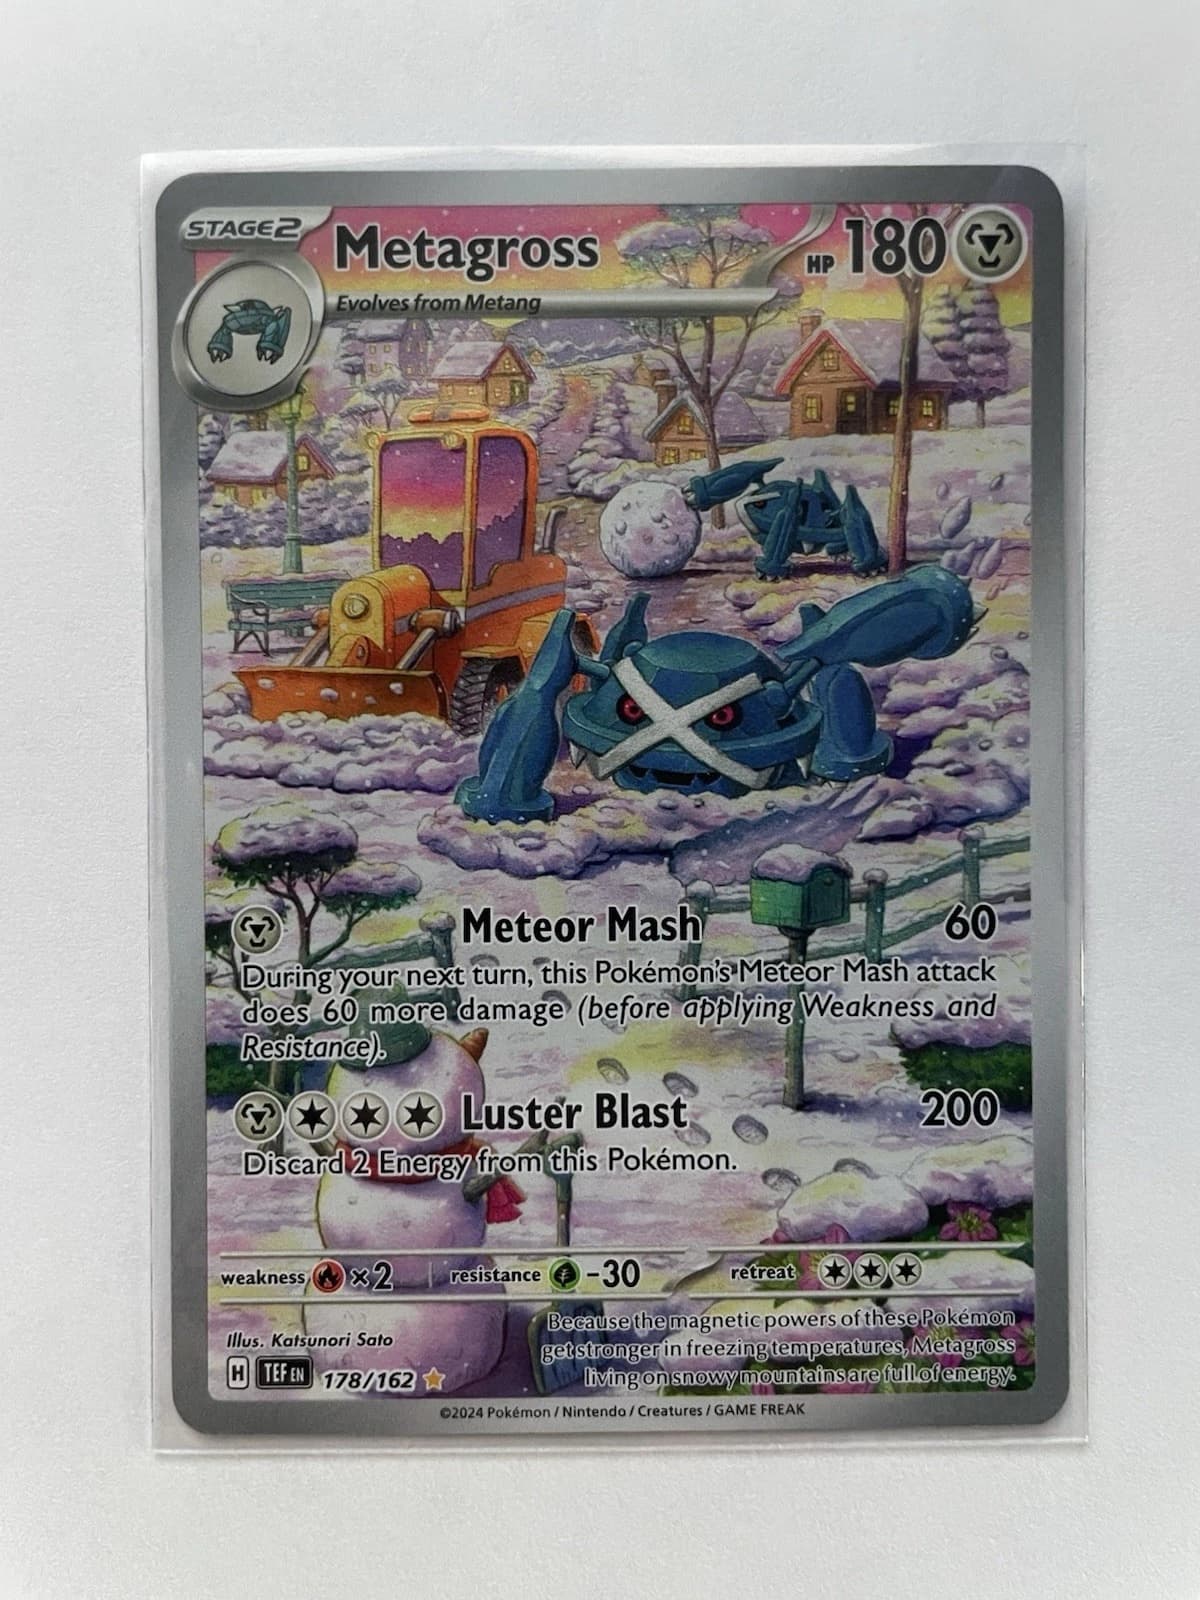 STAGE2
Metagross
HP 180
Evolves from Metang
Meteor Mash 60
During your next turn, this Pokémon's Meteor Mash attack
does 60 more damage (before applying Weakness and
Resistance).
Luster Blast 200
Discard 2 Energy from this Pokémon.
weakness ×2 resistance -30 retreat
Illus. Katsunori Sato
H TEF EN 178/162
Because the magnetic powers of these Pokémon
get stronger in freezing temperatures, Metagross
living on snowy mountains are full of energy.
©2024 Pokémon / Nintendo / Creatures / GAME FREAK